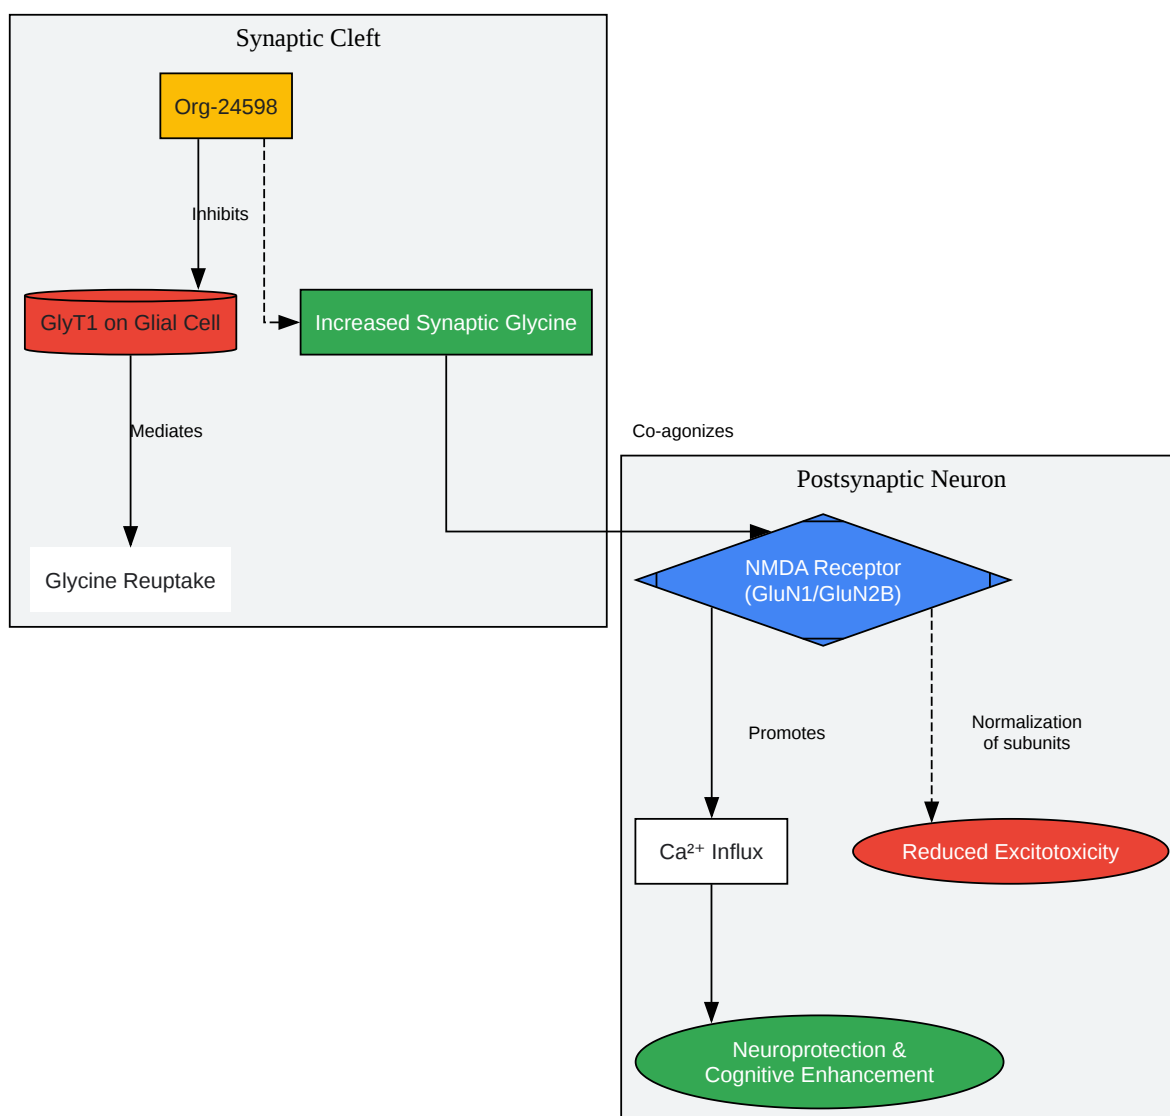 Synaptic Cleft
Org-24598
Inhibits
GlyT1 on Glial Cell
Increased Synaptic Glycine
Mediates
Co-agonizes
Glycine Reuptake
Postsynaptic Neuron
NMDA Receptor
(GluN1/GluN2B)
Promotes
Normalization
of subunits
Ca²⁺ Influx
Reduced Excitotoxicity
Neuroprotection &
Cognitive Enhancement